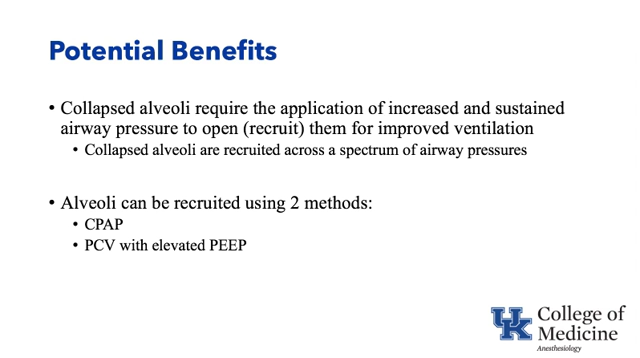 Potential Benefits
• Collapsed alveoli require the application of increased and sustained
airway pressure to open (recruit) them for improved ventilation
• Collapsed alveoli are recruited across a spectrum of airway pressures
• Alveoli can be recruited using 2 methods:
• CPAP
• PCV with elevated PEEP
UK College of
Medicine
Anesthesiology